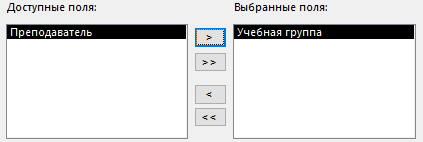 Доступные поля:
Выбранные поля:
Преподаватель
>
Учебная группа
>>
<
<<